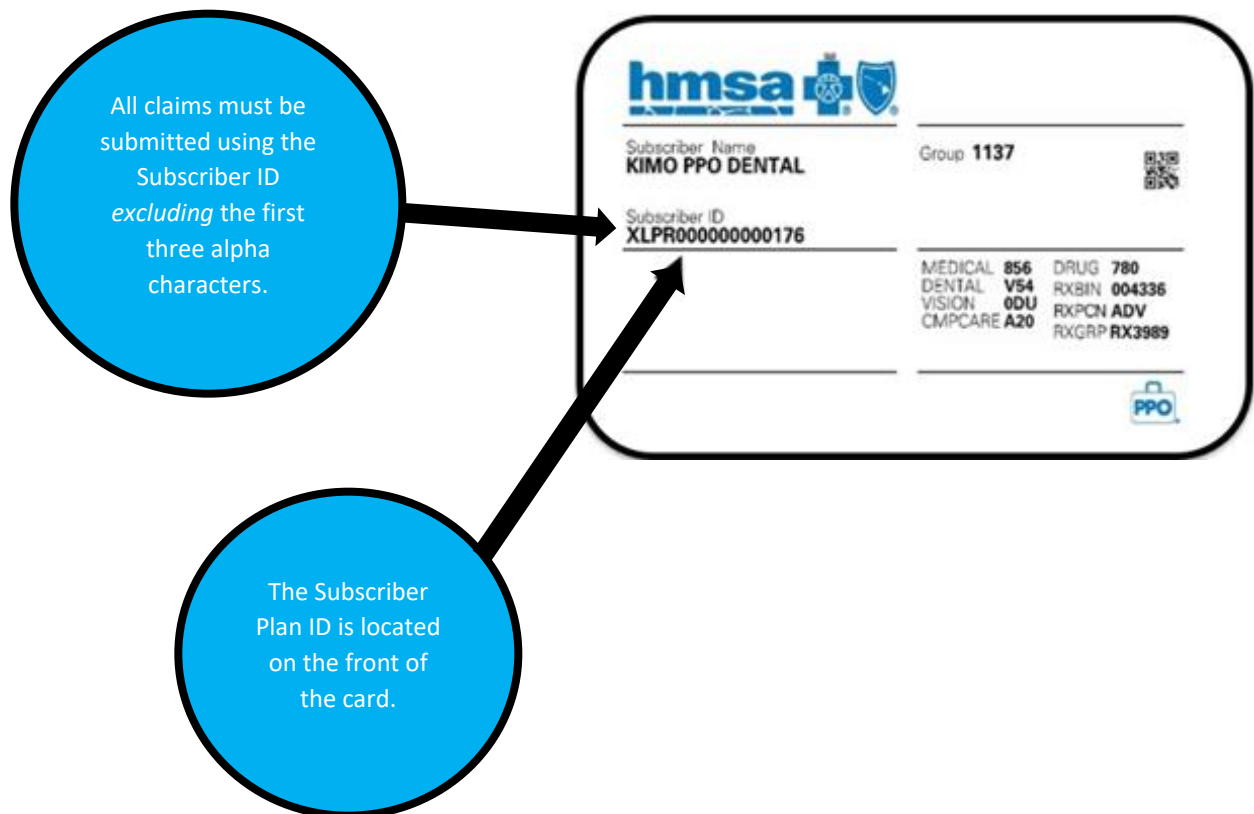 All claims must be
submitted using the
Subscriber ID
excluding the first
three alpha
characters.
hmsa
Subscriber Name
KIMO PPO DENTAL
Group 1137
Subscriber ID
XLPR000000000176
MEDICAL 856 DRUG 780
DENTAL V54 RXBIN 004336
VISION 0DU RXPCN ADV
CMPCARE A20 RXGRP RX3989
PPO
The Subscriber
Plan ID is located
on the front of
the card.